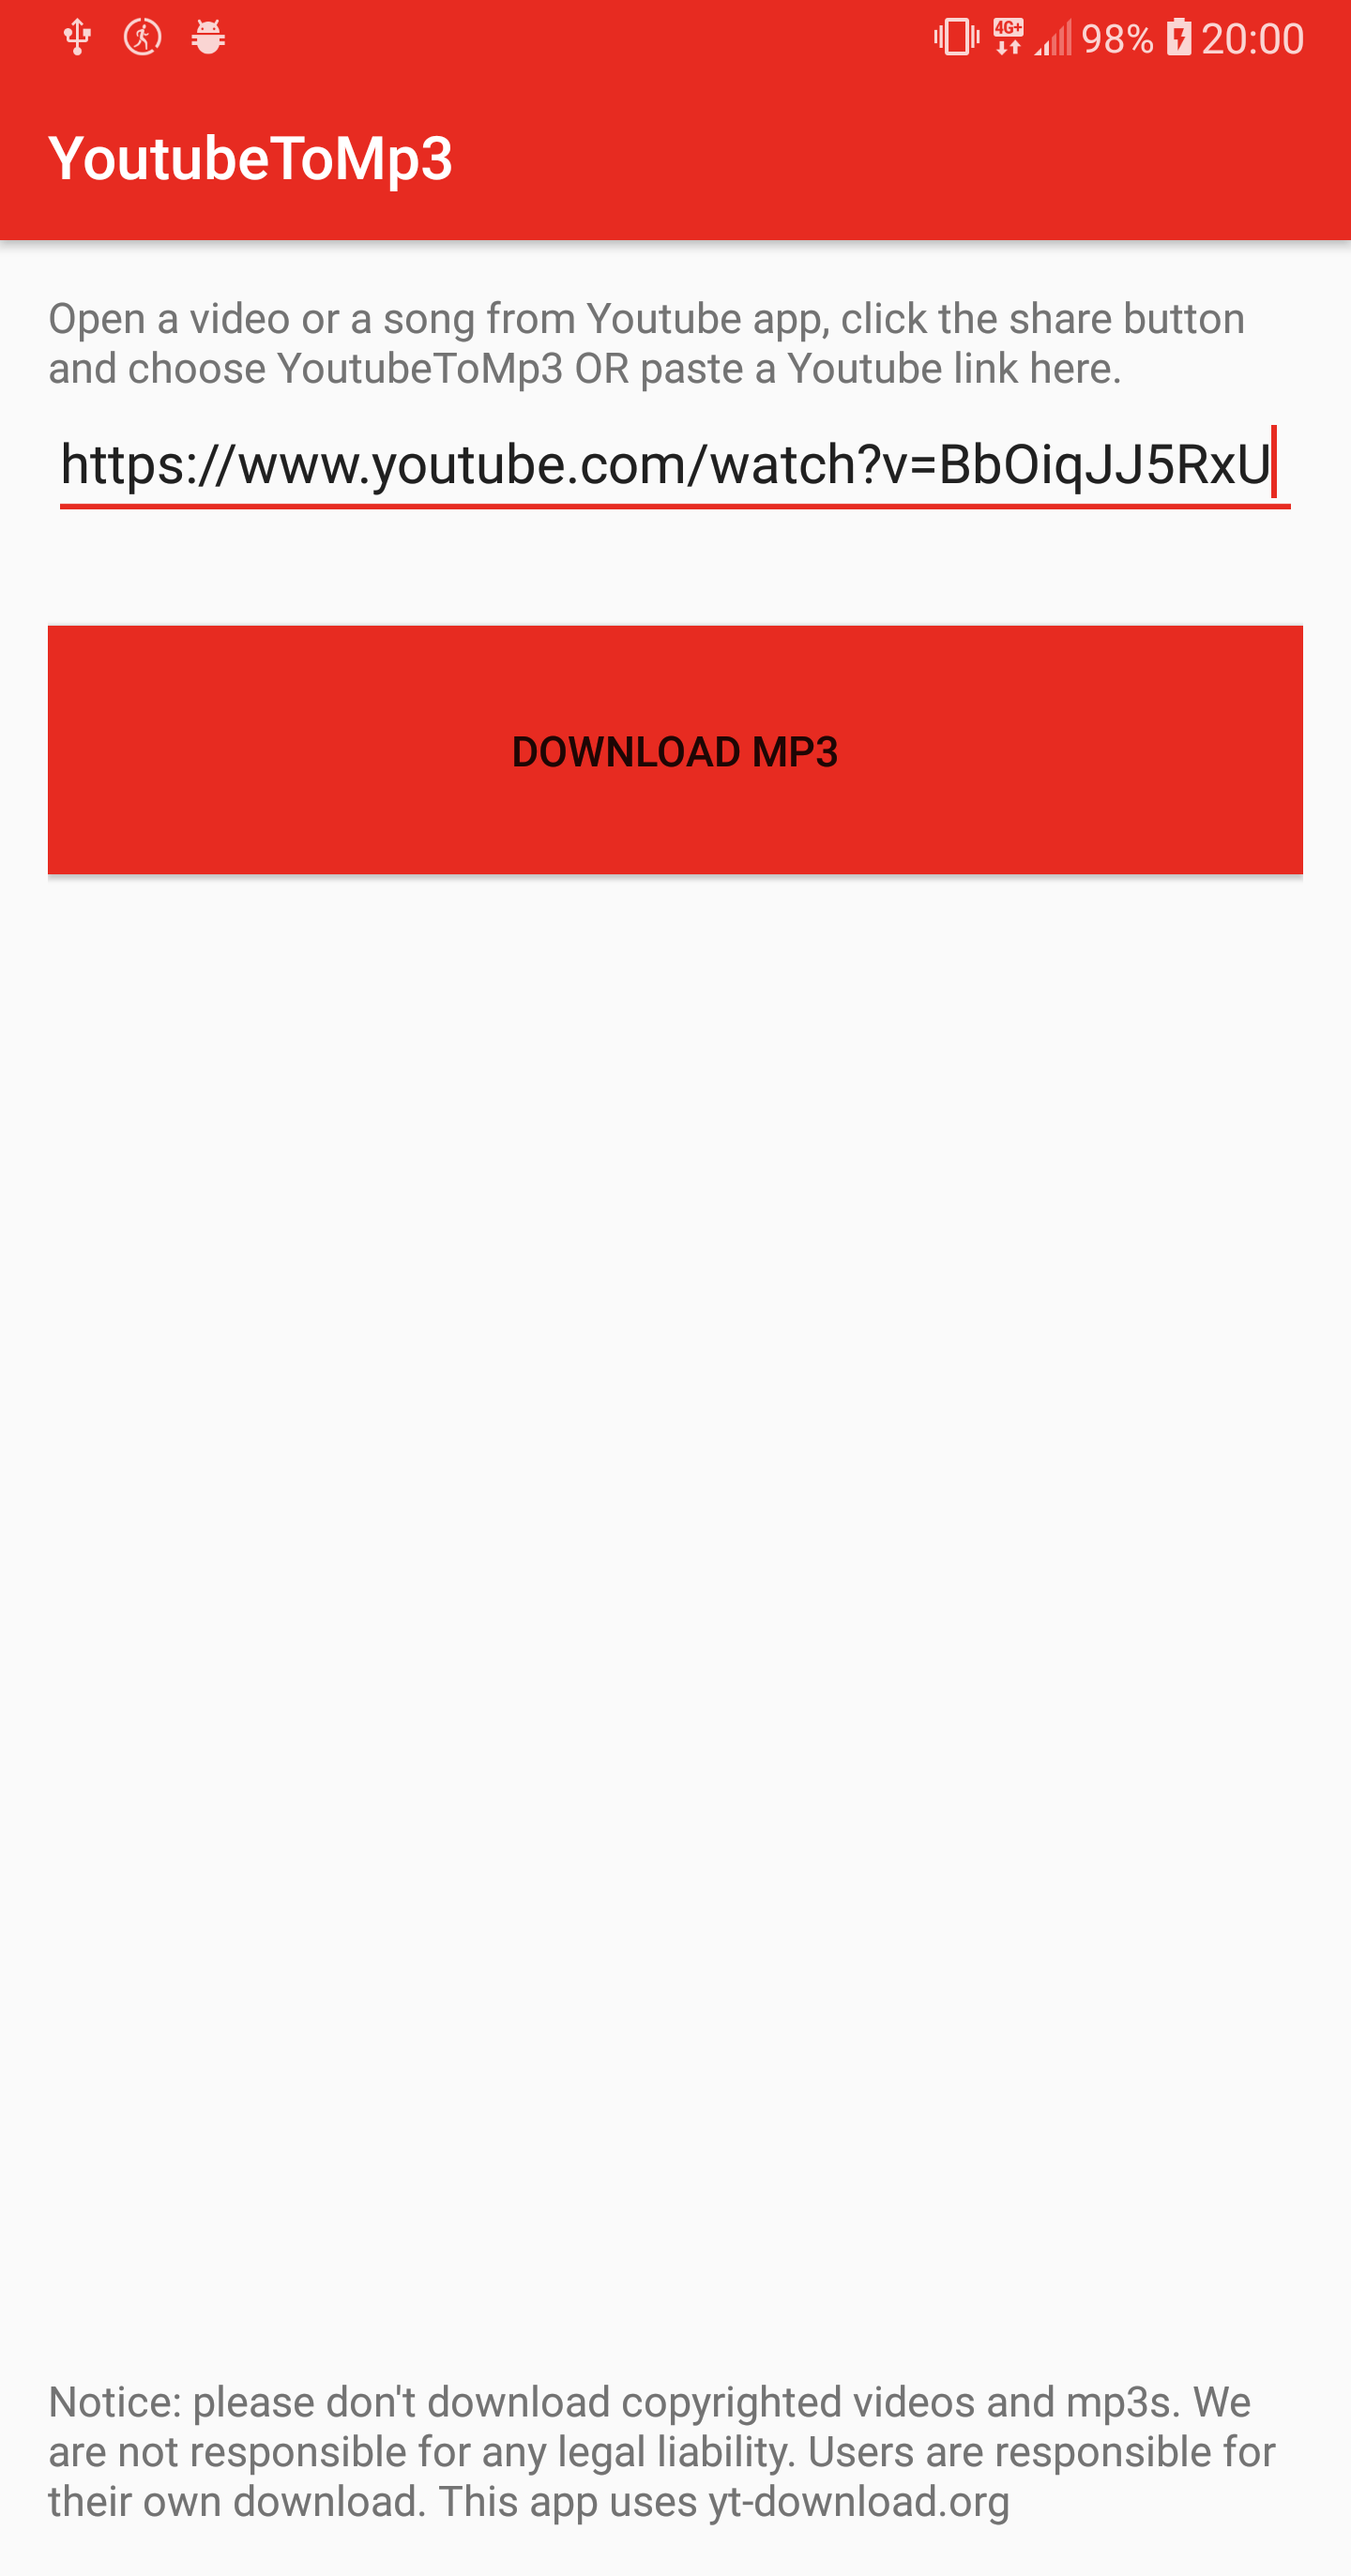 4G+ 98% 20:00
YoutubeToMp3
Open a video or a song from Youtube app, click the share button
and choose YoutubeToMp3 OR paste a Youtube link here.
https://www.youtube.com/watch?v=BbOiqJJ5RxU
DOWNLOAD MP3
Notice: please don't download copyrighted videos and mp3s. We
are not responsible for any legal liability. Users are responsible for
their own download. This app uses yt-download.org